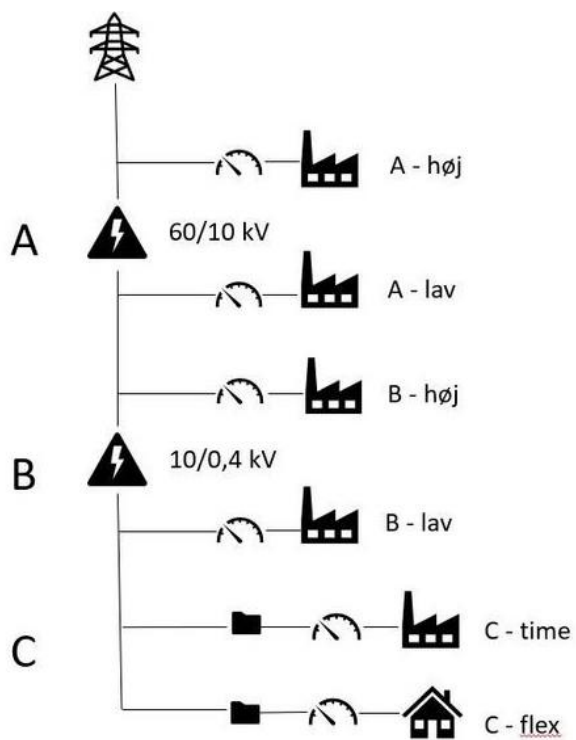 A - høj
A
60/10 kV
A - lav
B - høj
B
10/0,4 kV
B - lav
C - time
C
C - flex